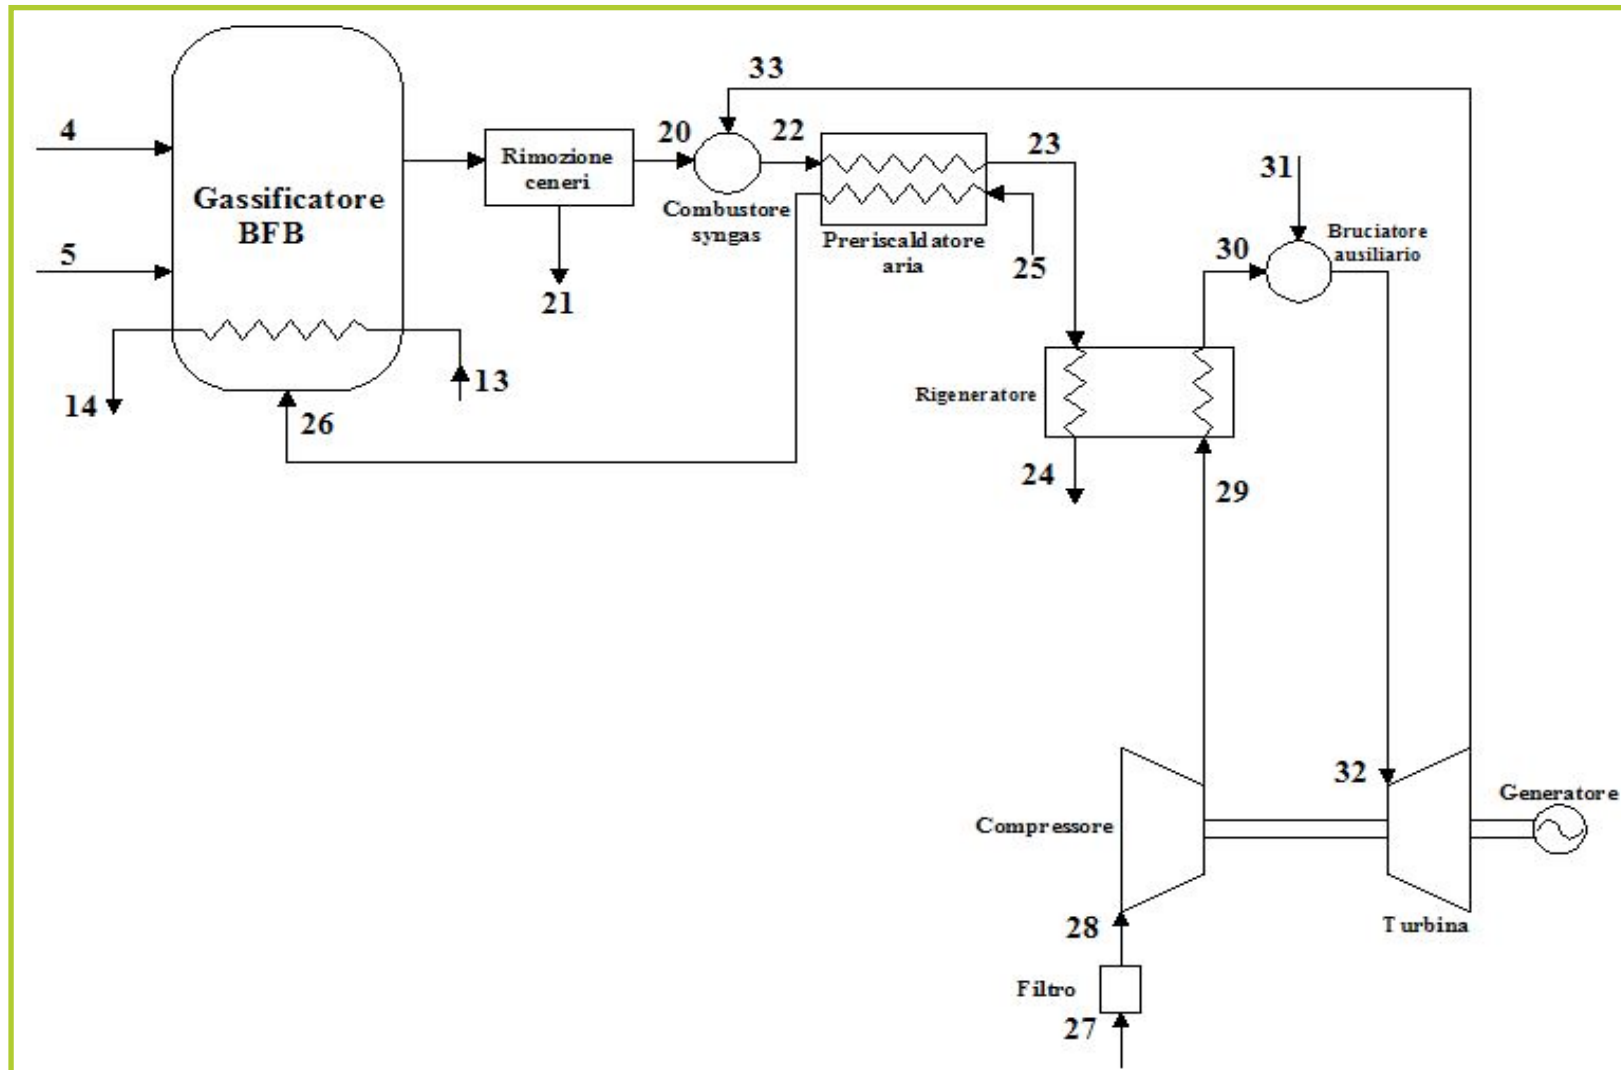 33
4
20
22
23
Rimozione
ceneri
31
Gassificatore
BFB
Combustore
syngas
30
Bruciatore
ausiliario
Preriscaldatore
aria
5
25
21
13
Rigeneratore
14
26
24
29
32
Generatore
Compressore
28
Turbina
Filtro
27